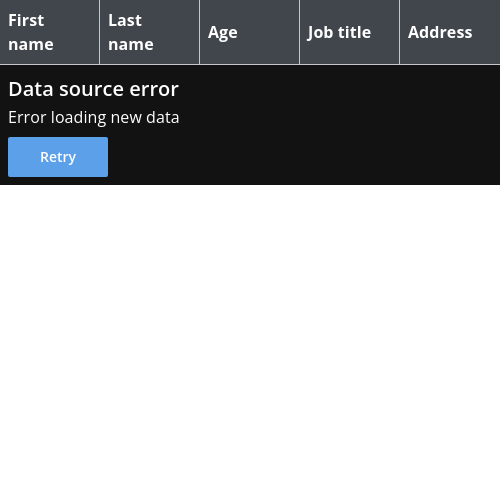 First
name
Last
name
Age
Job title
Address
Data source error
Error loading new data
Retry